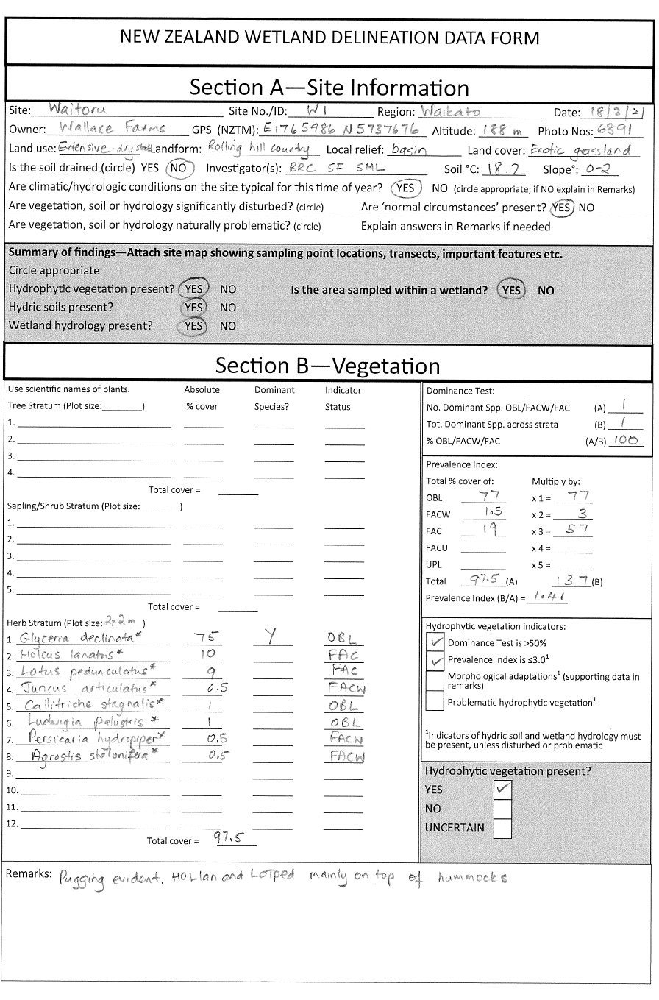 NEW ZEALAND WETLAND DELINEATION DATA FORM
Section A—Site Information
Site: Waitoru Site No./ID: W1 Region: Waikato Date: 18/2/21
Owner: Wallace Farms GPS (NZTM): E1765986 N5737676 Altitude: 188 m Photo Nos: 6891
Land use: Extensive - dry stock Landform: Rolling hill country Local relief: basin Land cover: Exotic grassland
Is the soil drained (circle) YES NO Investigator(s): BRC SF SML Soil °C: 18.2 Slope°: 0-2
Are climatic/hydrologic conditions on the site typical for this time of year? YES NO (circle appropriate; if NO explain in Remarks)
Are vegetation, soil or hydrology significantly disturbed? (circle) Are ‘normal circumstances’ present? YES NO
Are vegetation, soil or hydrology naturally problematic? (circle) Explain answers in Remarks if needed
Summary of findings—Attach site map showing sampling point locations, transects, important features etc.
Circle appropriate
Hydrophytic vegetation present? YES NO Is the area sampled within a wetland? YES NO
Hydric soils present? YES NO
Wetland hydrology present? YES NO
Section B—Vegetation
Use scientific names of plants. Absolute Dominant Indicator
Tree Stratum (Plot size:_______) % cover Species? Status
1.
2.
3.
4.
Total cover =
Sapling/Shrub Stratum (Plot size:_______)
1.
2.
3.
4.
5.
Total cover =
Herb Stratum (Plot size: 2x2m)
1. Glyceria declinata* 75 Y OBL
2. Holcus lanatus* 10 FAC
3. Lotus pedunculatus* 9 FAC
4. Juncus articulatus* 0.5 FACW
5. Callitriche stagnalis* 1 OBL
6. Ludwigia palustris * 1 OBL
7. Persicaria hydropiper* 0.5 FACW
8. Agrostis stolonifera* 0.5 FACW
9.
10.
11.
12.
Total cover = 97.5
Dominance Test:
No. Dominant Spp. OBL/FACW/FAC (A) 1
Tot. Dominant Spp. across strata (B) 1
% OBL/FACW/FAC (A/B) 100
Prevalence Index:
Total % cover of: Multiply by:
OBL 77 x 1 = 77
FACW 1.5 x 2 = 3
FAC 19 x 3 = 57
FACU x 4 =
UPL x 5 =
Total 97.5 (A) 137 (B)
Prevalence Index (B/A) = 1.41
Hydrophytic vegetation indicators:
✓ Dominance Test is >50%
✓ Prevalence Index is ≤3.0¹
Morphological adaptations¹ (supporting data in
remarks)
Problematic hydrophytic vegetation¹
¹Indicators of hydric soil and wetland hydrology must
be present, unless disturbed or problematic
Hydrophytic vegetation present?
YES ✓
NO
UNCERTAIN
Remarks: Pugging evident. HOLlan and LOTped mainly on top of hummocks